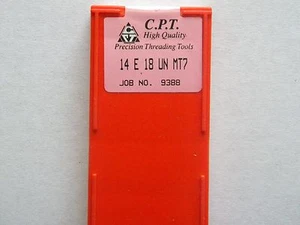 C.P.T.
High Quality
Precision Threading Tools
14 E 18 UN MT7
JOB NO. 9388